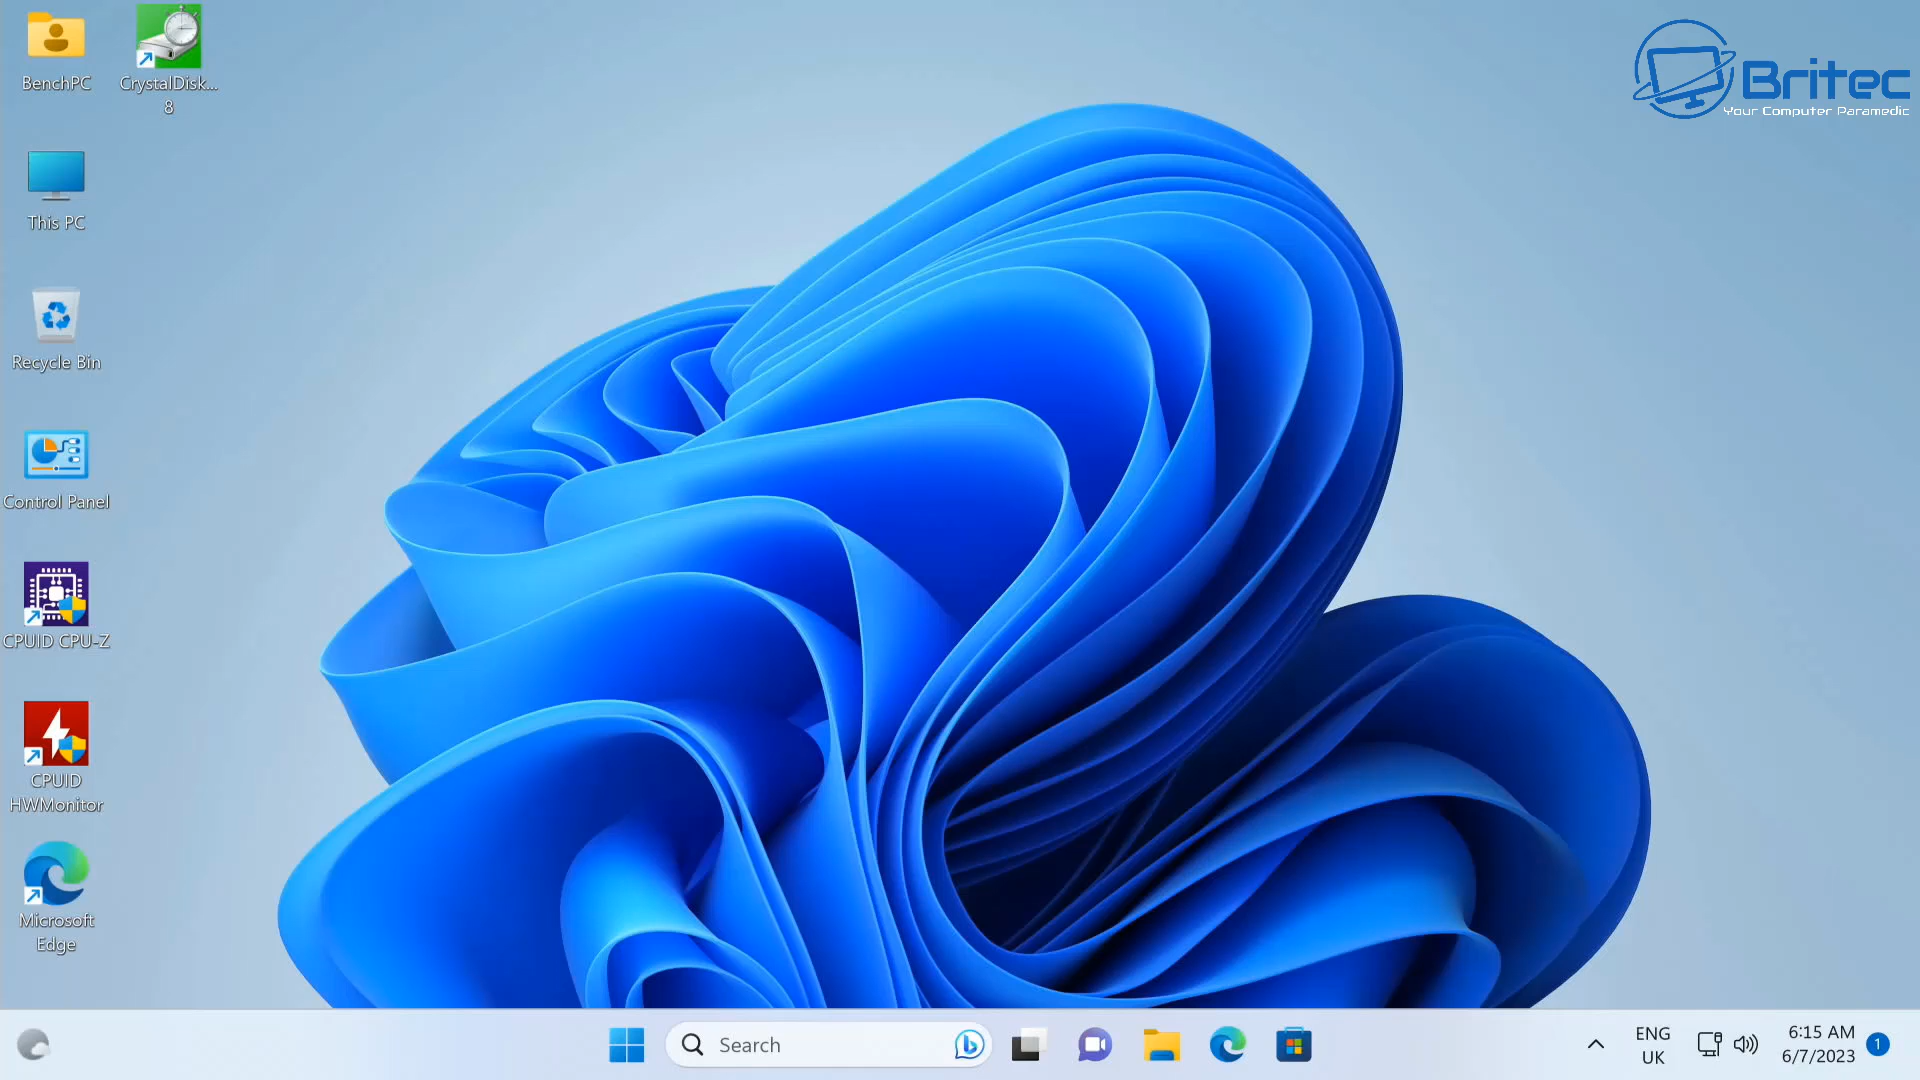 BenchPC
CrystalDisk...
8
Britec
Your Computer Paramedic
This PC
Recycle Bin
Control Panel
CPUID CPU-Z
CPUID
HWMonitor
Microsoft
Edge
Search
ENG
UK
6:15 AM
6/7/2023
1